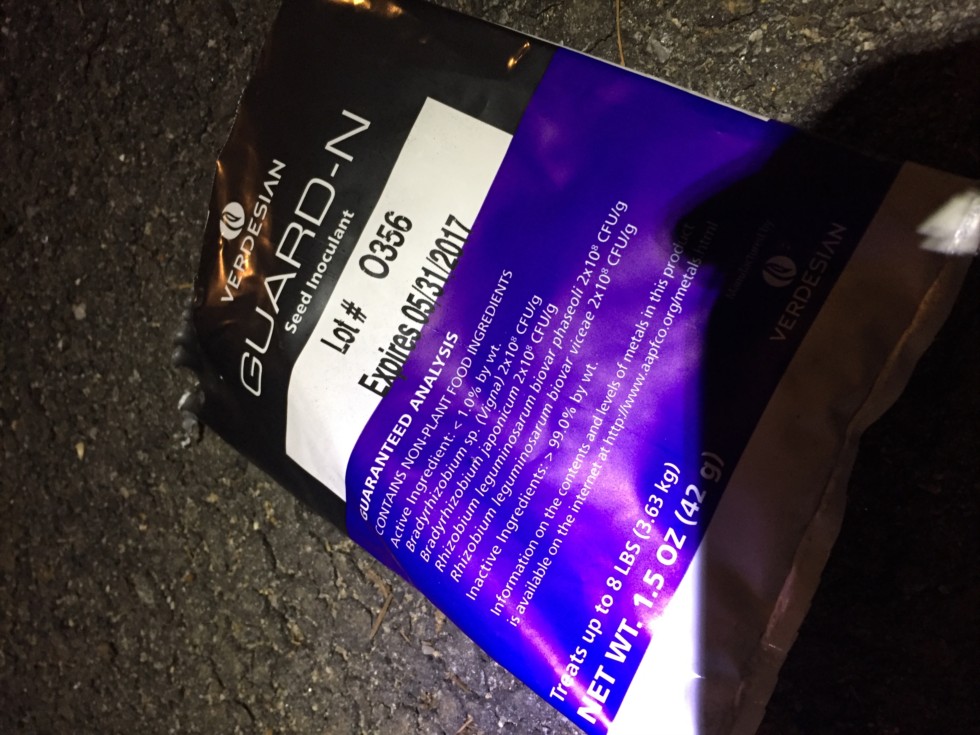 VERDESIAN
GUARD-N
Seed Inoculant
Lot # 0356
Expires 05/31/2017
GUARANTEED ANALYSIS
CONTAINS NON-PLANT FOOD INGREDIENTS
Active Ingredient: < 1.0% by wt.
Bradyrhizobium sp. (Vigna) 2x10⁸ CFU/g
Bradyrhizobium japonicum 2x10⁸ CFU/g
Rhizobium leguminosarum biovar phaseoli 2x10⁸ CFU/g
Rhizobium leguminosarum biovar viceae 2x10⁸ CFU/g
Inactive Ingredients: > 99.0% by wt.
Information on the contents and levels of metals in this product
is available on the internet at http://www.aapfco.org/metals.html
Treats up to 8 LBS (3.63 kg)
NET WT. 1.5 OZ (42 g)
VERDESIAN